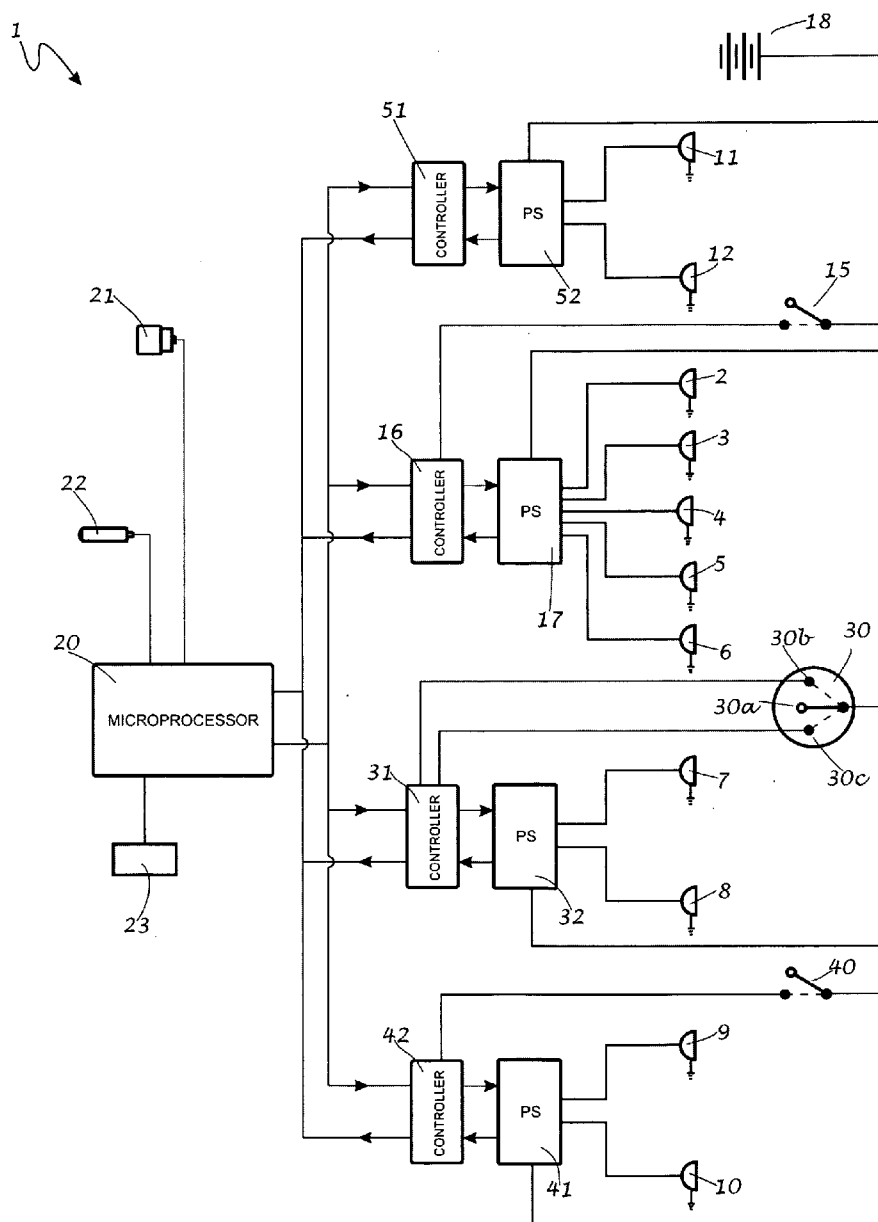 1
18
51
CONTROLLER
PS
11
12
52
15
21
2
16
CONTROLLER
PS
3
22
4
5
17
6
20
MICROPROCESSOR
30b
30
30a
30c
31
CONTROLLER
PS
7
23
32
8
40
42
CONTROLLER
PS
9
41
10